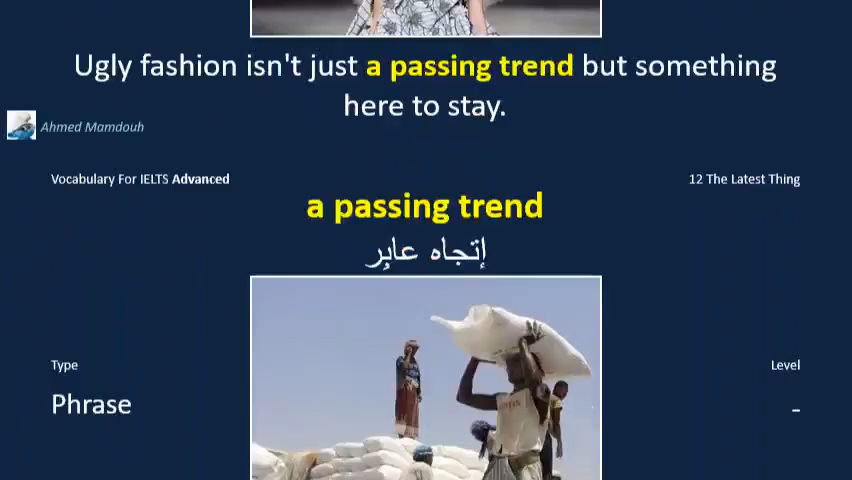 Ugly fashion isn't just a passing trend but something
here to stay.
Ahmed Mamdouh
Vocabulary For IELTS Advanced
12 The Latest Thing
a passing trend
إتجاه عابِر
Type
Level
Phrase
-